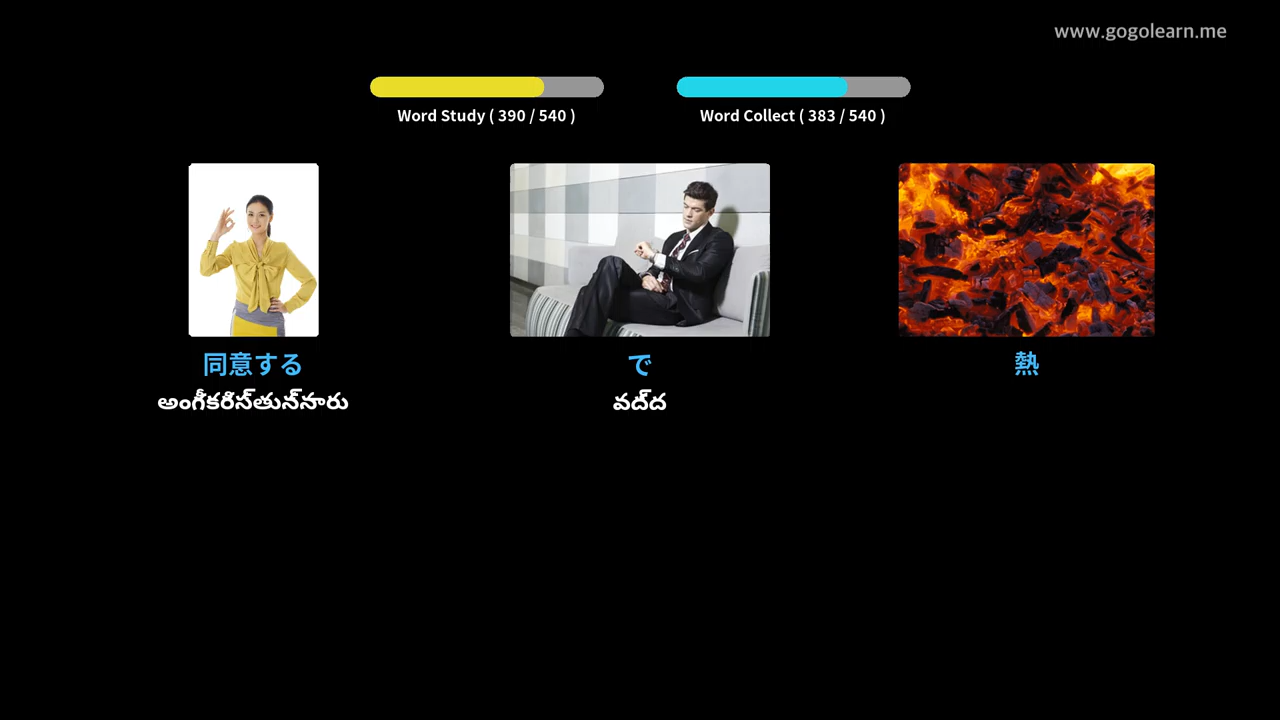 www.gogolearn.me
Word Study ( 390 / 540 )
Word Collect ( 383 / 540 )
同意する
で
熱
అంగీకరిస్‌తున్‌నారు
వద్‌ద